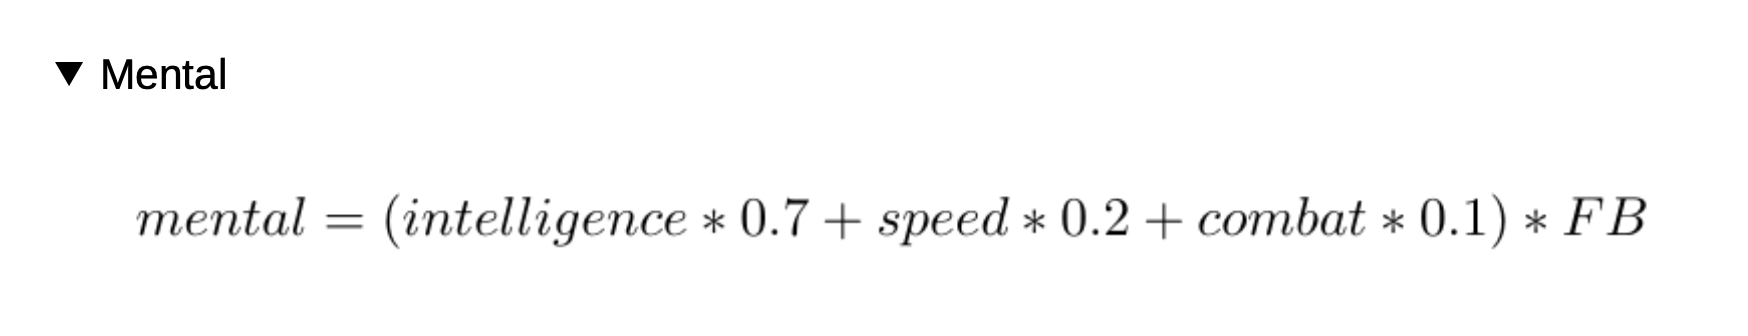 ▼ Mental
mental = (intelligence * 0.7 + speed * 0.2 + combat * 0.1) * FB